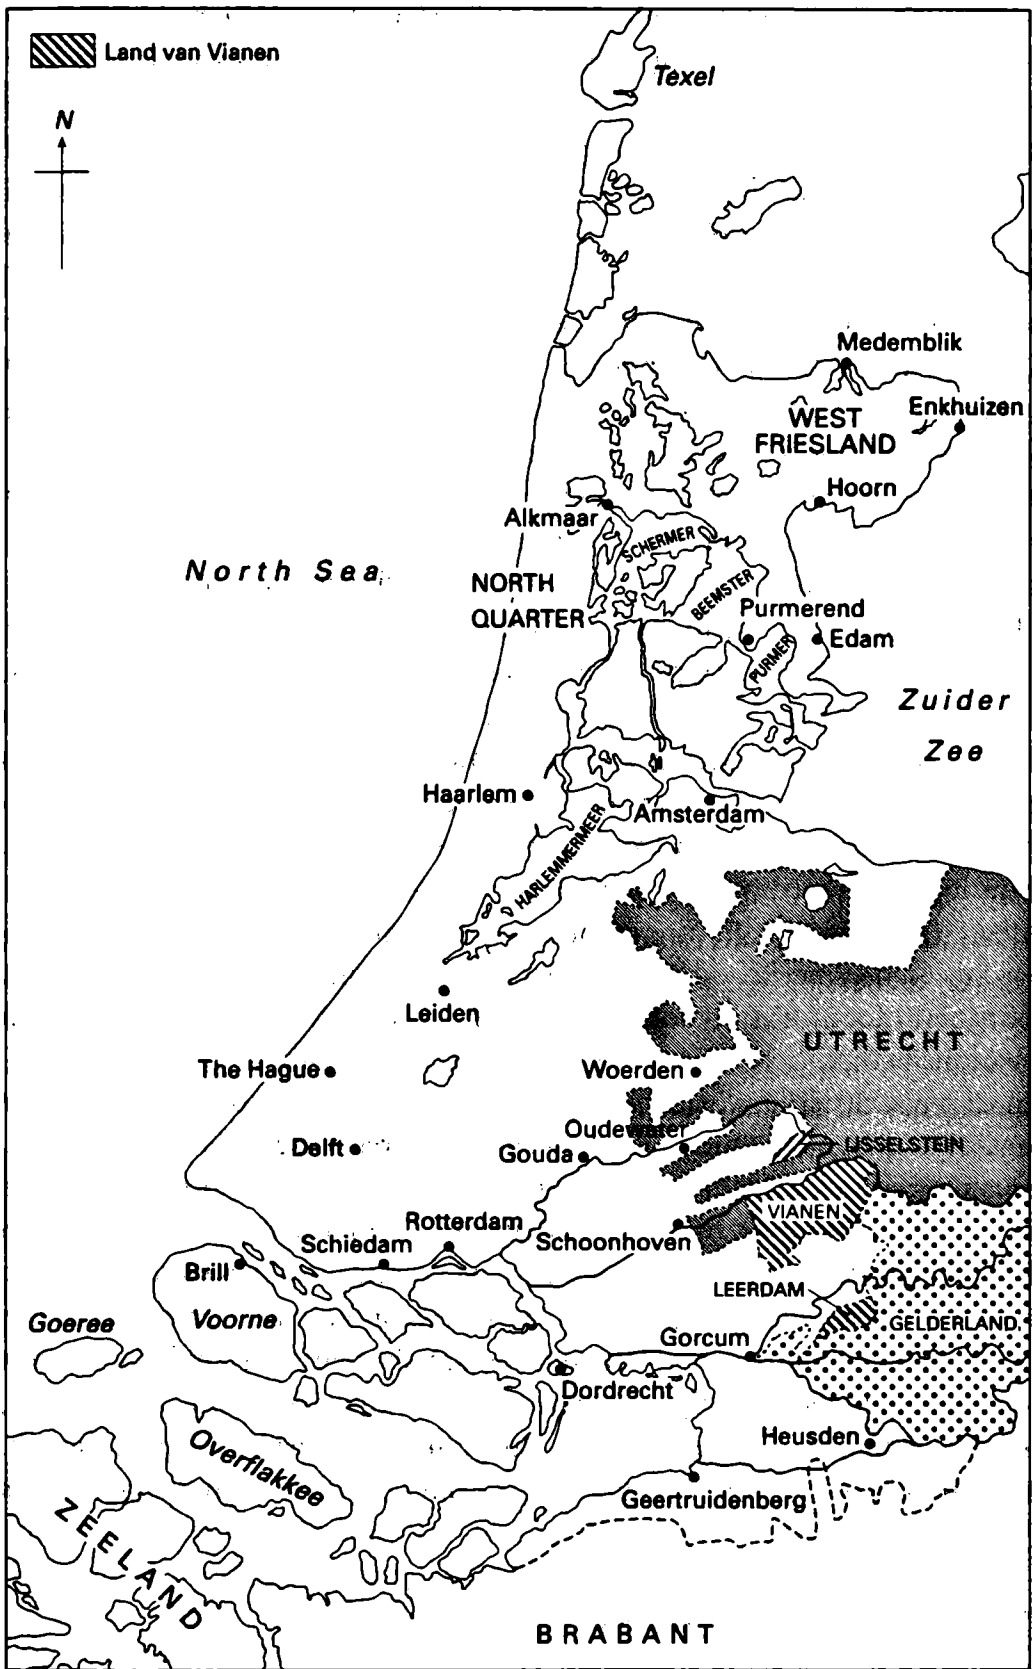 Land van Vianen
N
Texel
Medemblik
WEST
FRIESLAND
Enkhuizen
Hoorn
Alkmaar
SCHERMER
North Sea
NORTH
QUARTER
BEEMSTER
Purmerend
Edam
PURMER
Zuider
Zee
Haarlem
Amsterdam
HARLEMMERMEER
Leiden
UTRECHT
The Hague
Woerden
Oudewater
Delft
Gouda
IJSSELSTEIN
VIANEN
Rotterdam
Schiedam
Schoonhoven
Brill
LEERDAM
Voorne
Goeree
GELDERLAND
Gorcum
Dordrecht
Heusden
Overflakkee
Geertruidenberg
ZEELAND
BRABANT